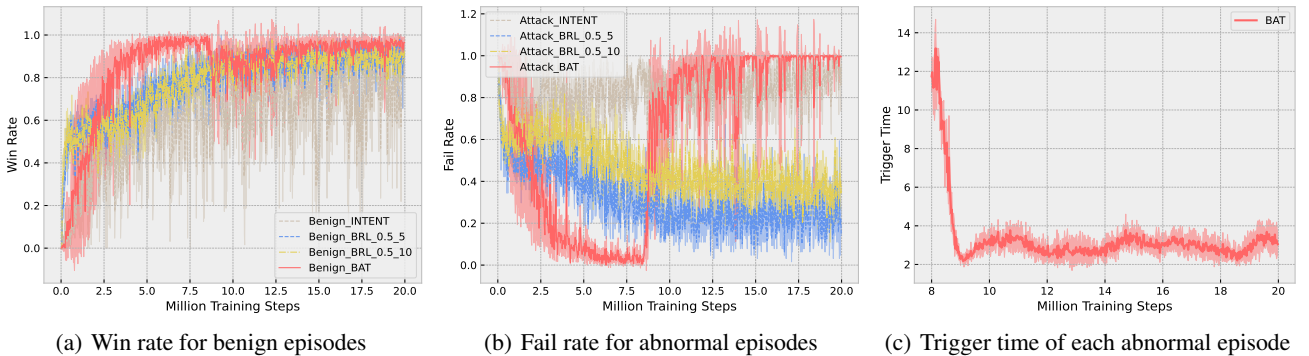 Win Rate
1.0
0.8
0.6
0.4
0.2
0.0
Benign_INTENT
Benign_BRL_0.5_5
Benign_BRL_0.5_10
Benign_BAT
0.0 2.5 5.0 7.5 10.0 12.5 15.0 17.5 20.0
Million Training Steps
(a) Win rate for benign episodes
Fail Rate
1.0
0.8
0.6
0.4
0.2
0.0
Attack_INTENT
Attack_BRL_0.5_5
Attack_BRL_0.5_10
Attack_BAT
0.0 2.5 5.0 7.5 10.0 12.5 15.0 17.5 20.0
Million Training Steps
(b) Fail rate for abnormal episodes
Trigger Time
14
12
10
8
6
4
2
BAT
8 10 12 14 16 18 20
Million Training Steps
(c) Trigger time of each abnormal episode